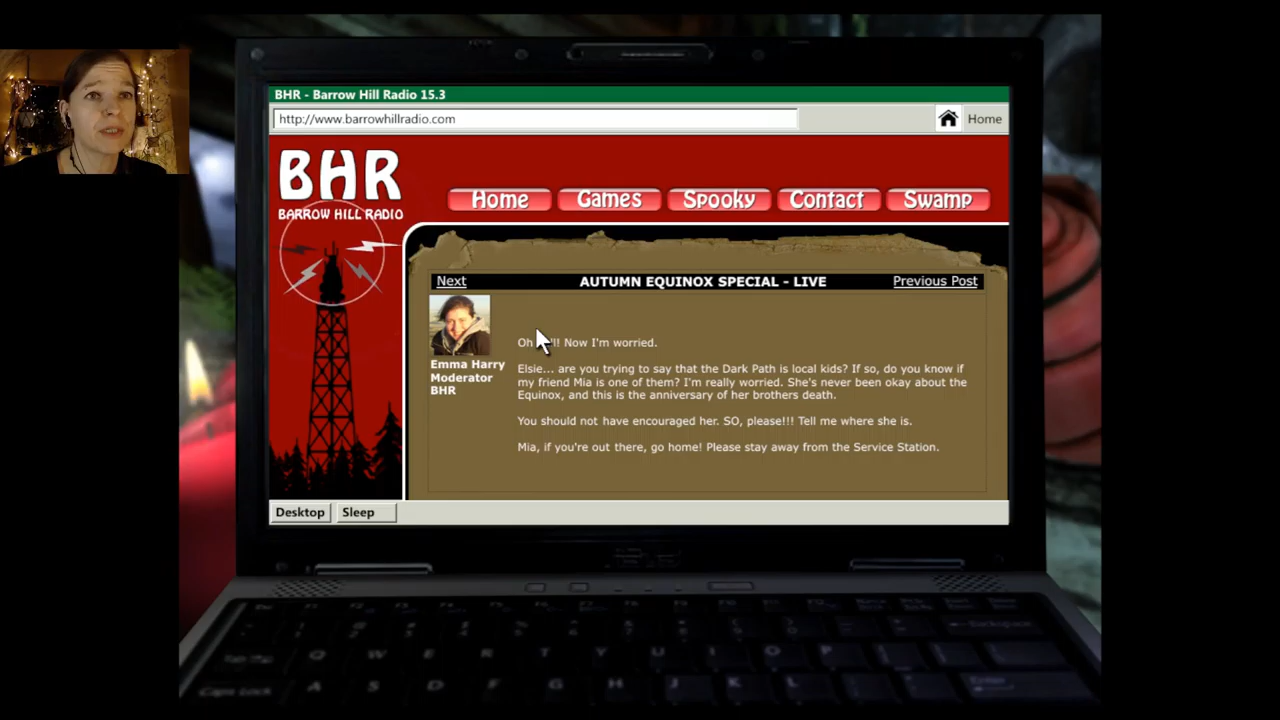 BHR - Barrow Hill Radio 15.3
http://www.barrowhillradio.com
Home
BHR
BARROW HILL RADIO
Home
Games
Spooky
Contact
Swamp
Next
AUTUMN EQUINOX SPECIAL - LIVE
Previous Post
Emma Harry
Moderator
BHR
Oh ! Now I'm worried.
Elsie... are you trying to say that the Dark Path is local kids? If so, do you know if
my friend Mia is one of them? I'm really worried. She's never been okay about the
Equinox, and this is the anniversary of her brothers death.
You should not have encouraged her. SO, please!!! Tell me where she is.
Mia, if you're out there, go home! Please stay away from the Service Station.
Desktop
Sleep
Q W E R T Y U I O P
Caps Lock A S D F G H J K L